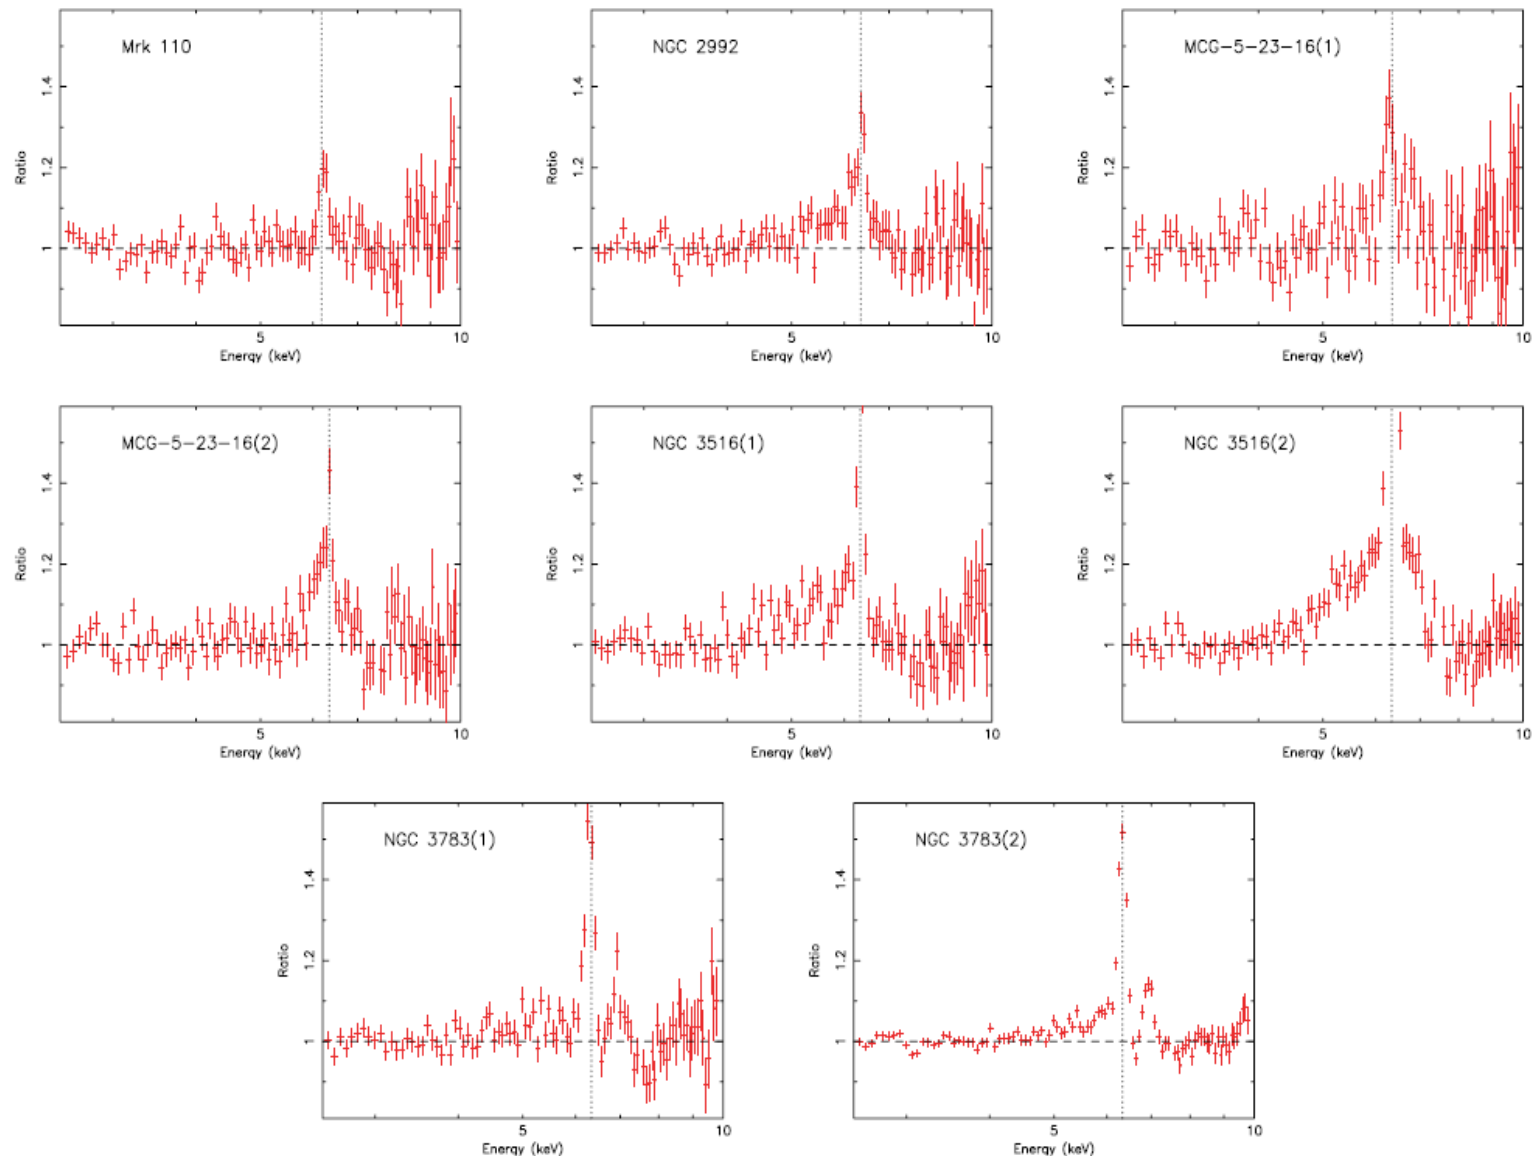 Mrk 110
Ratio
1
1.2
1.4
5
10
Energy (keV)
NGC 2992
Ratio
1
1.2
1.4
5
10
Energy (keV)
MCG-5-23-16(1)
Ratio
1
1.2
1.4
5
10
Energy (keV)
MCG-5-23-16(2)
Ratio
1
1.2
1.4
5
10
Energy (keV)
NGC 3516(1)
Ratio
1
1.2
1.4
5
10
Energy (keV)
NGC 3516(2)
Ratio
1
1.2
1.4
5
10
Energy (keV)
NGC 3783(1)
Ratio
1
1.2
1.4
5
10
Energy (keV)
NGC 3783(2)
Ratio
1
1.2
1.4
5
10
Energy (keV)